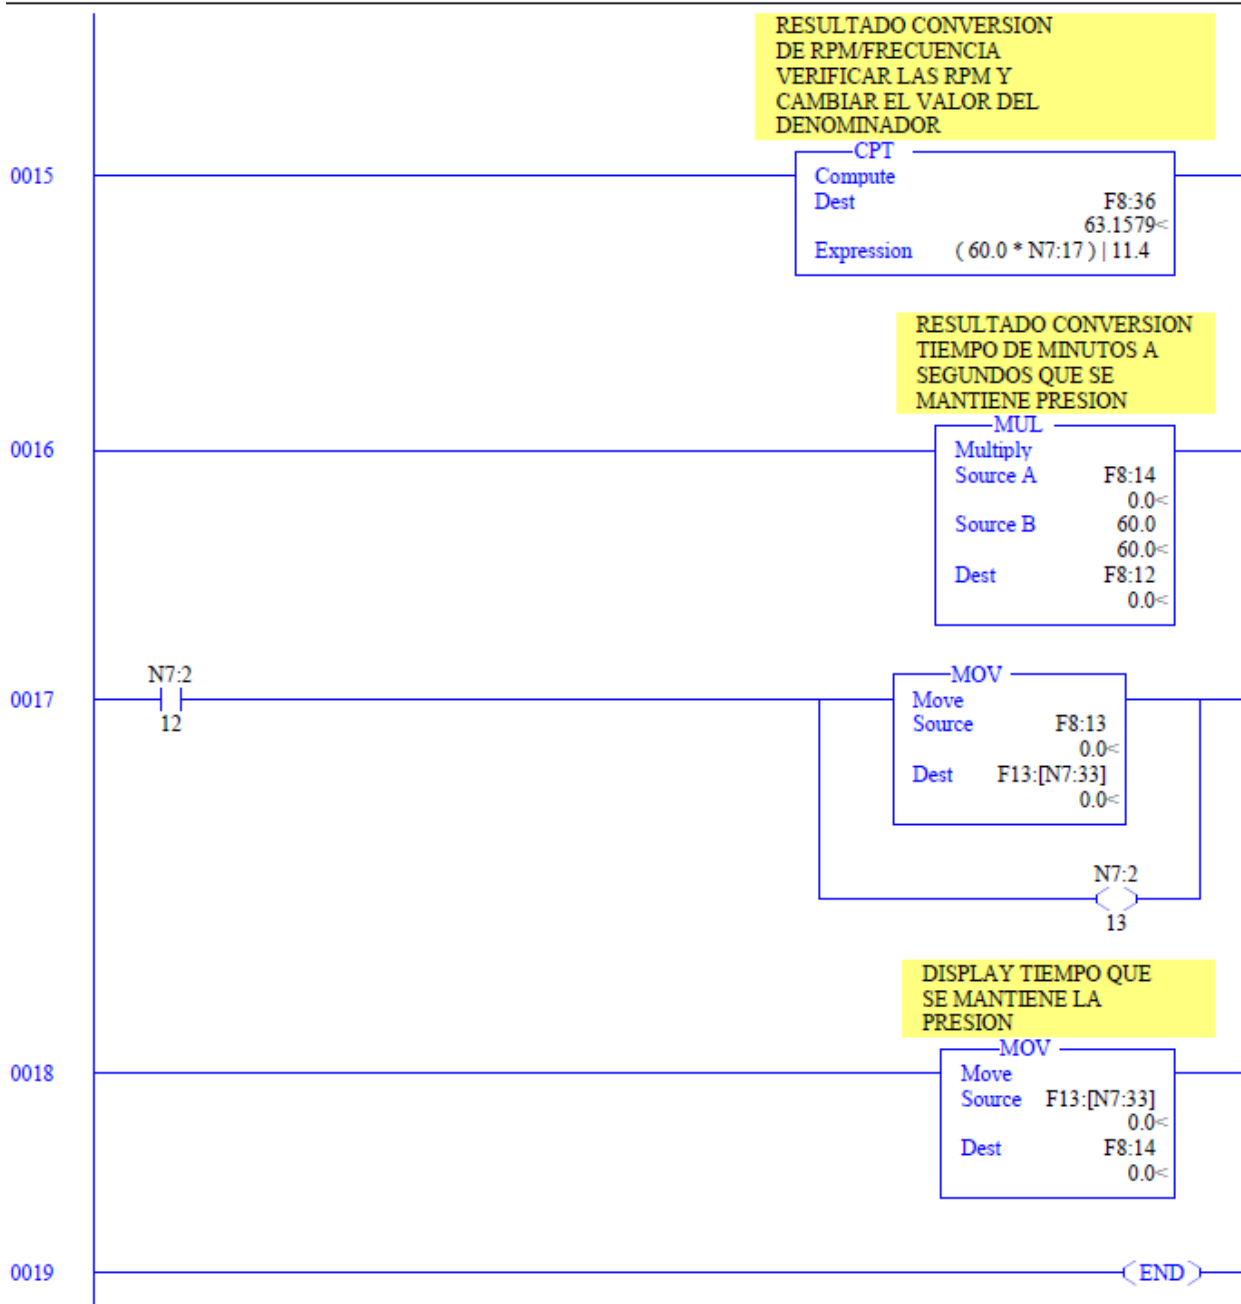 RESULTADO CONVERSION
DE RPM/FRECUENCIA
VERIFICAR LAS RPM Y
CAMBIAR EL VALOR DEL
DENOMINADOR
0015
CPT
Compute
Dest F8:36
63.1579<
Expression ( 60.0 * N7:17 ) | 11.4
RESULTADO CONVERSION
TIEMPO DE MINUTOS A
SEGUNDOS QUE SE
MANTIENE PRESION
0016
MUL
Multiply
Source A F8:14
0.0<
Source B 60.0
60.0<
Dest F8:12
0.0<
0017
N7:2
12
MOV
Move
Source F8:13
0.0<
Dest F13:[N7:33]
0.0<
N7:2
13
DISPLAY TIEMPO QUE
SE MANTIENE LA
PRESION
0018
MOV
Move
Source F13:[N7:33]
0.0<
Dest F8:14
0.0<
0019
END